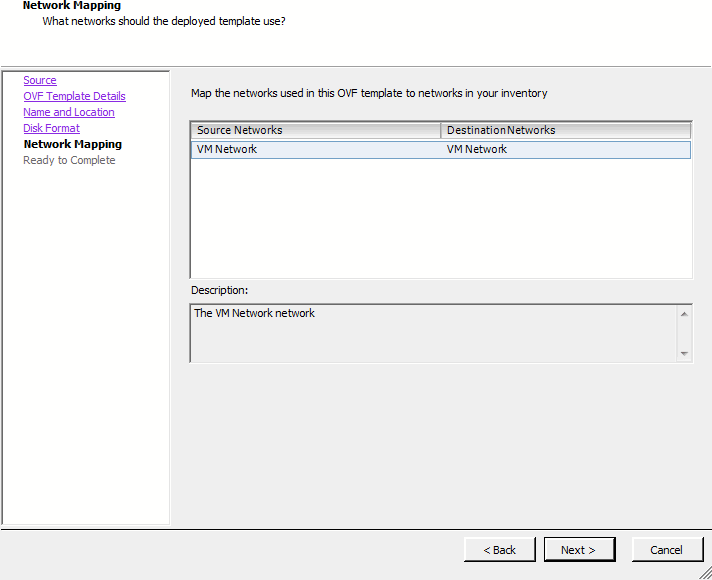 Network Mapping
What networks should the deployed template use?
Source
OVF Template Details
Name and Location
Disk Format
Network Mapping
Ready to Complete
Map the networks used in this OVF template to networks in your inventory
Source Networks Destination Networks
VM Network VM Network
Description:
The VM Network network
< Back Next > Cancel